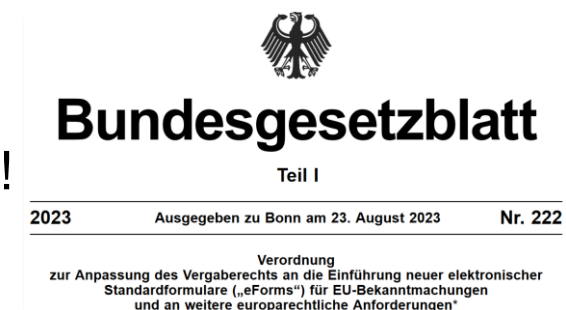 Bundesgesetzblatt
!
Teil I
2023 Ausgegeben zu Bonn am 23. August 2023 Nr. 222
Verordnung
zur Anpassung des Vergaberechts an die Einführung neuer elektronischer
Standardformulare („eForms“) für EU-Bekanntmachungen
und an weitere europarechtliche Anforderungen*